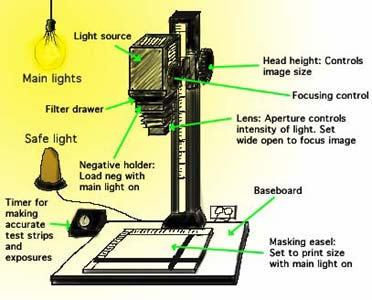 Light source
Main lights
Head height: Controls
image size
Focusing control
Filter drawer
Lens: Aperture controls
intensity of light. Set
wide open to focus image
Safe light
Negative holder:
Load neg with
main light on
Baseboard
Timer for
making
accurate
test strips
and
exposures
Masking easel:
Set to print size
with main light on